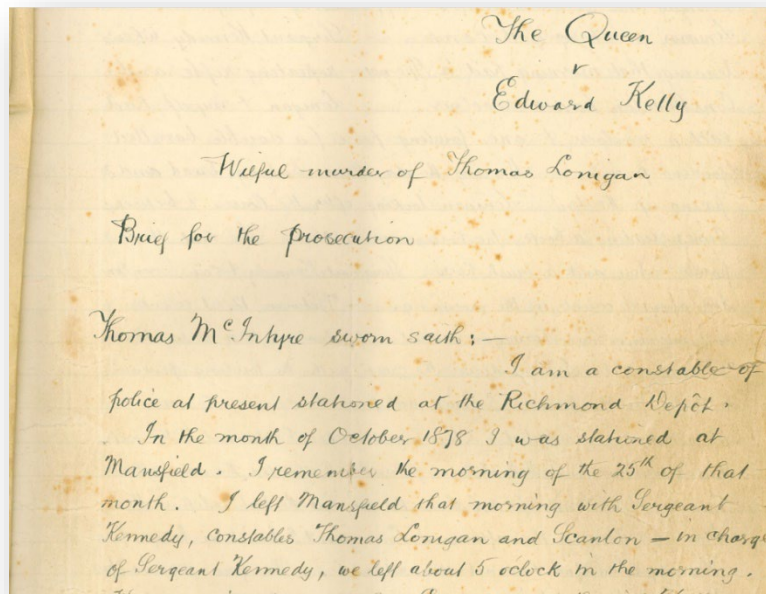 The Queen
v
Edward Kelly
Wilful murder of Thomas Lonigan
Brief for the prosecution
Thomas McIntyre sworn saith :—
I am a constable of
police at present stationed at the Richmond Depôt.
In the month of October 1878 I was stationed at
Mansfield. I remember the morning of the 25th of that
month. I left Mansfield that morning with Sergeant
Kennedy, constables Thomas Lonigan and Scanlon — in charge
of Sergeant Kennedy, we left about 5 oclock in the morning.